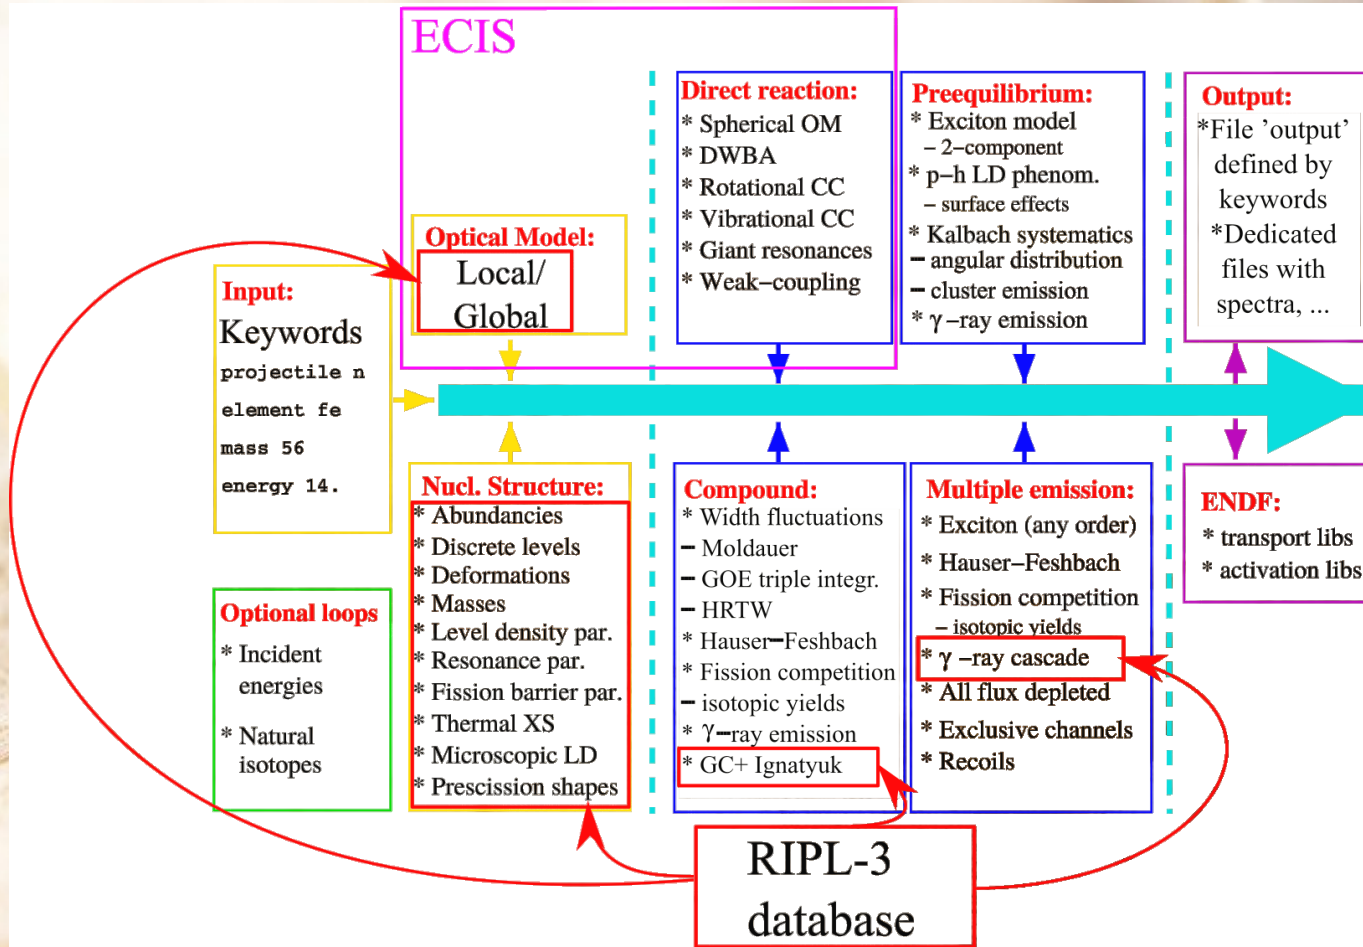 ECIS
Direct reaction:
* Spherical OM
* DWBA
* Rotational CC
* Vibrational CC
* Giant resonances
* Weak–coupling
Preequilibrium:
* Exciton model
– 2–component
* p–h LD phenom.
– surface effects
* Kalbach systematics
– angular distribution
– cluster emission
* γ –ray emission
Output:
*File ’output’
defined by
keywords
*Dedicated
files with
spectra, ...
Optical Model:
Local/
Global
Input:
Keywords
projectile n
element fe
mass 56
energy 14.
Nucl. Structure:
* Abundancies
* Discrete levels
* Deformations
* Masses
* Level density par.
* Resonance par.
* Fission barrier par.
* Thermal XS
* Microscopic LD
* Prescission shapes
Compound:
* Width fluctuations
– Moldauer
– GOE triple integr.
– HRTW
* Hauser–Feshbach
* Fission competition
– isotopic yields
* γ–ray emission
* GC+ Ignatyuk
Multiple emission:
* Exciton (any order)
* Hauser–Feshbach
* Fission competition
– isotopic yields
* γ –ray cascade
* All flux depleted
* Exclusive channels
* Recoils
ENDF:
* transport libs
* activation libs
Optional loops
* Incident
energies
* Natural
isotopes
RIPL-3
database